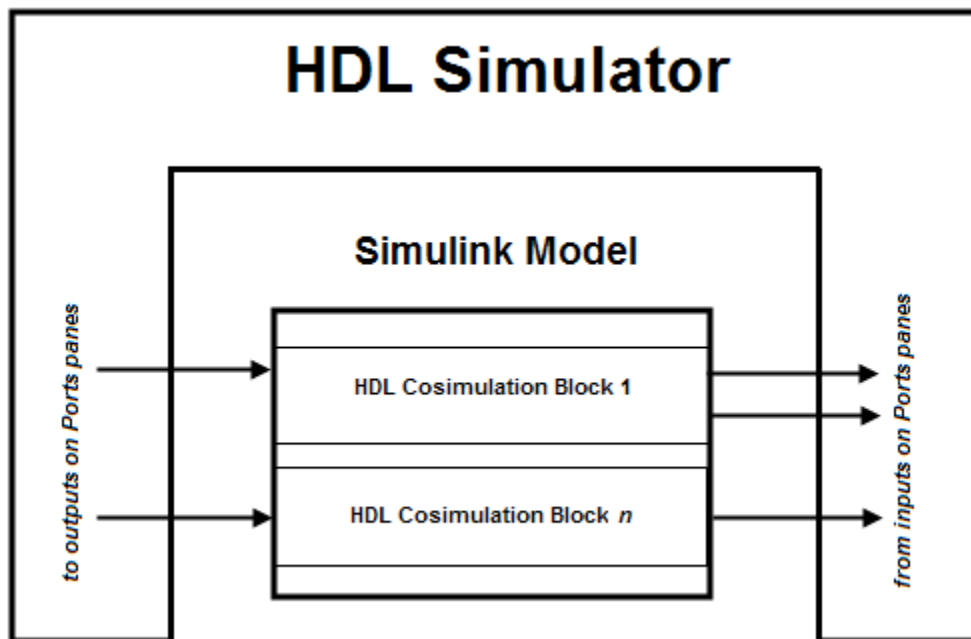 HDL Simulator
Simulink Model
to outputs on Ports panes
HDL Cosimulation Block 1
HDL Cosimulation Block n
from inputs on Ports panes